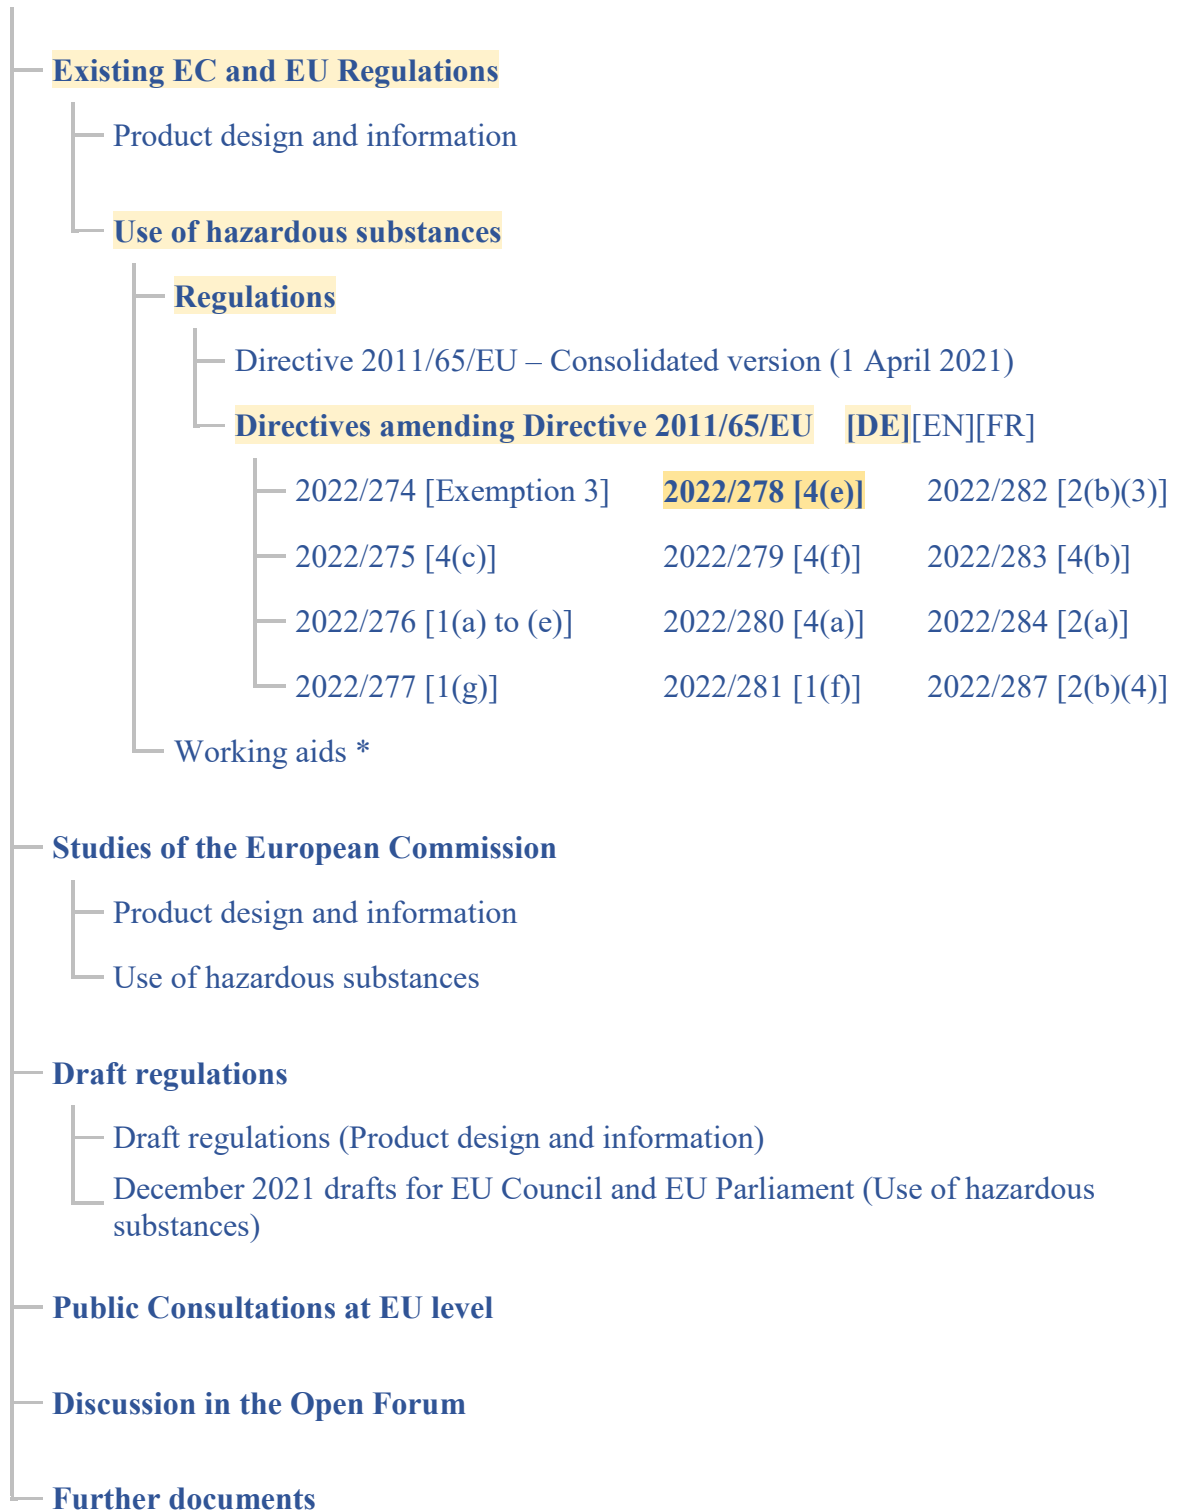 Existing EC and EU Regulations
Product design and information
Use of hazardous substances
Regulations
Directive 2011/65/EU – Consolidated version (1 April 2021)
Directives amending Directive 2011/65/EU [DE][EN][FR]
2022/274 [Exemption 3] 2022/278 [4(e)] 2022/282 [2(b)(3)]
2022/275 [4(c)] 2022/279 [4(f)] 2022/283 [4(b)]
2022/276 [1(a) to (e)] 2022/280 [4(a)] 2022/284 [2(a)]
2022/277 [1(g)] 2022/281 [1(f)] 2022/287 [2(b)(4)]
Working aids *
Studies of the European Commission
Product design and information
Use of hazardous substances
Draft regulations
Draft regulations (Product design and information)
December 2021 drafts for EU Council and EU Parliament (Use of hazardous
substances)
Public Consultations at EU level
Discussion in the Open Forum
Further documents